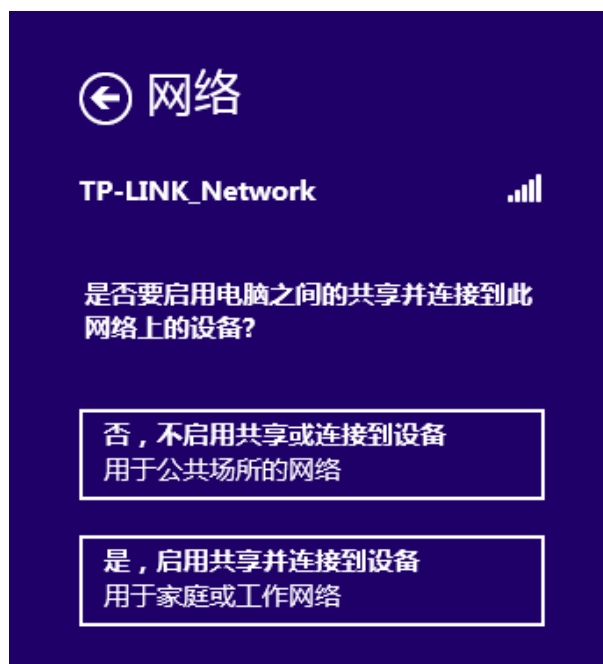 网络
TP-LINK_Network
是否要启用电脑之间的共享并连接到此
网络上的设备?
否，不启用共享或连接到设备
用于公共场所的网络
是，启用共享并连接到设备
用于家庭或工作网络